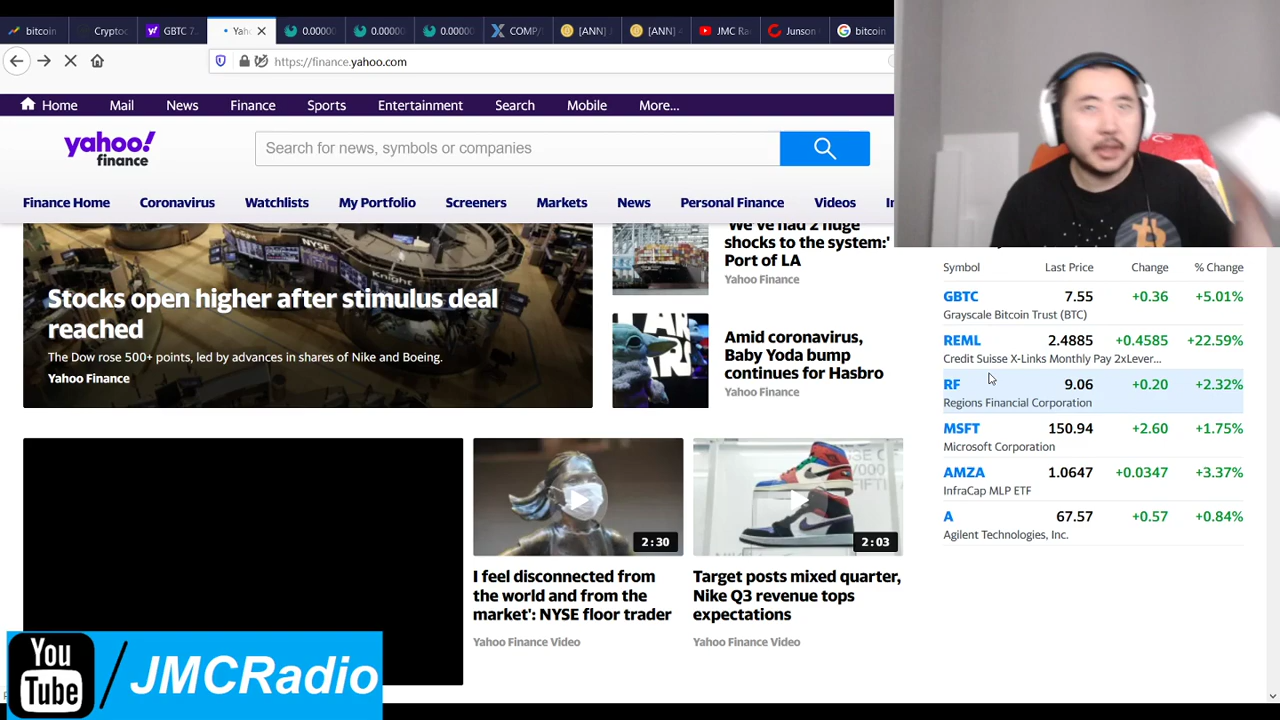 bitcoin
Cryptoc
GBTC 7.
0.00000
0.00000
0.00000
COMP/
[ANN]
[ANN]
JMC Ra
Junson
bitcoin
https://finance.yahoo.com
Home Mail News Finance Sports Entertainment Search Mobile More...
yahoo!
finance
Search for news, symbols or companies
Finance Home Coronavirus Watchlists My Portfolio Screeners Markets News Personal Finance Videos
NYSE
Knight
Stocks open higher after stimulus deal
reached
The Dow rose 500+ points, led by advances in shares of Nike and Boeing.
Yahoo Finance
'We've had 2 huge
shocks to the system:'
Port of LA
Yahoo Finance
Amid coronavirus,
Baby Yoda bump
continues for Hasbro
Yahoo Finance
Symbol Last Price Change % Change
GBTC 7.55 +0.36 +5.01%
Grayscale Bitcoin Trust (BTC)
REML 2.4885 +0.4585 +22.59%
Credit Suisse X-Links Monthly Pay 2xLever...
RF 9.06 +0.20 +2.32%
Regions Financial Corporation
MSFT 150.94 +2.60 +1.75%
Microsoft Corporation
AMZA 1.0647 +0.0347 +3.37%
InfraCap MLP ETF
A 67.57 +0.57 +0.84%
Agilent Technologies, Inc.
2:30
2:03
I feel disconnected from
the world and from the
market': NYSE floor trader
Yahoo Finance Video
Target posts mixed quarter,
Nike Q3 revenue tops
expectations
Yahoo Finance Video
You
Tube
/JMCRadio